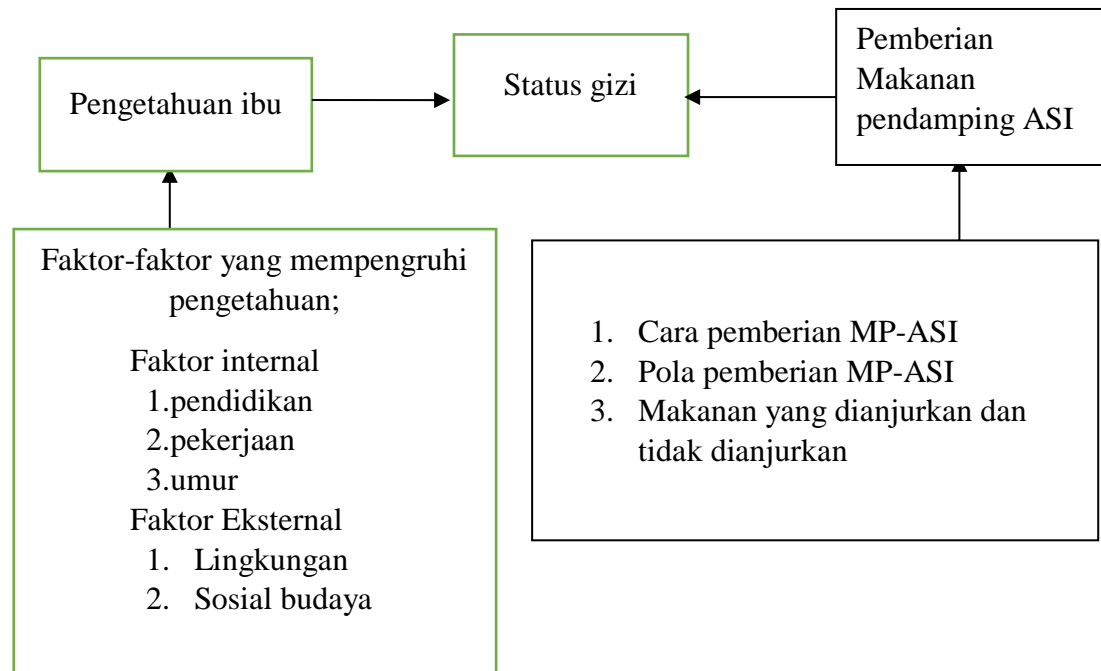 Pengetahuan ibu
Status gizi
Pemberian
Makanan
pendamping ASI
Faktor-faktor yang mempengruhi
pengetahuan;
Faktor internal
1.pendidikan
2.pekerjaan
3.umur
Faktor Eksternal
1. Lingkungan
2. Sosial budaya
1. Cara pemberian MP-ASI
2. Pola pemberian MP-ASI
3. Makanan yang dianjurkan dan
tidak dianjurkan